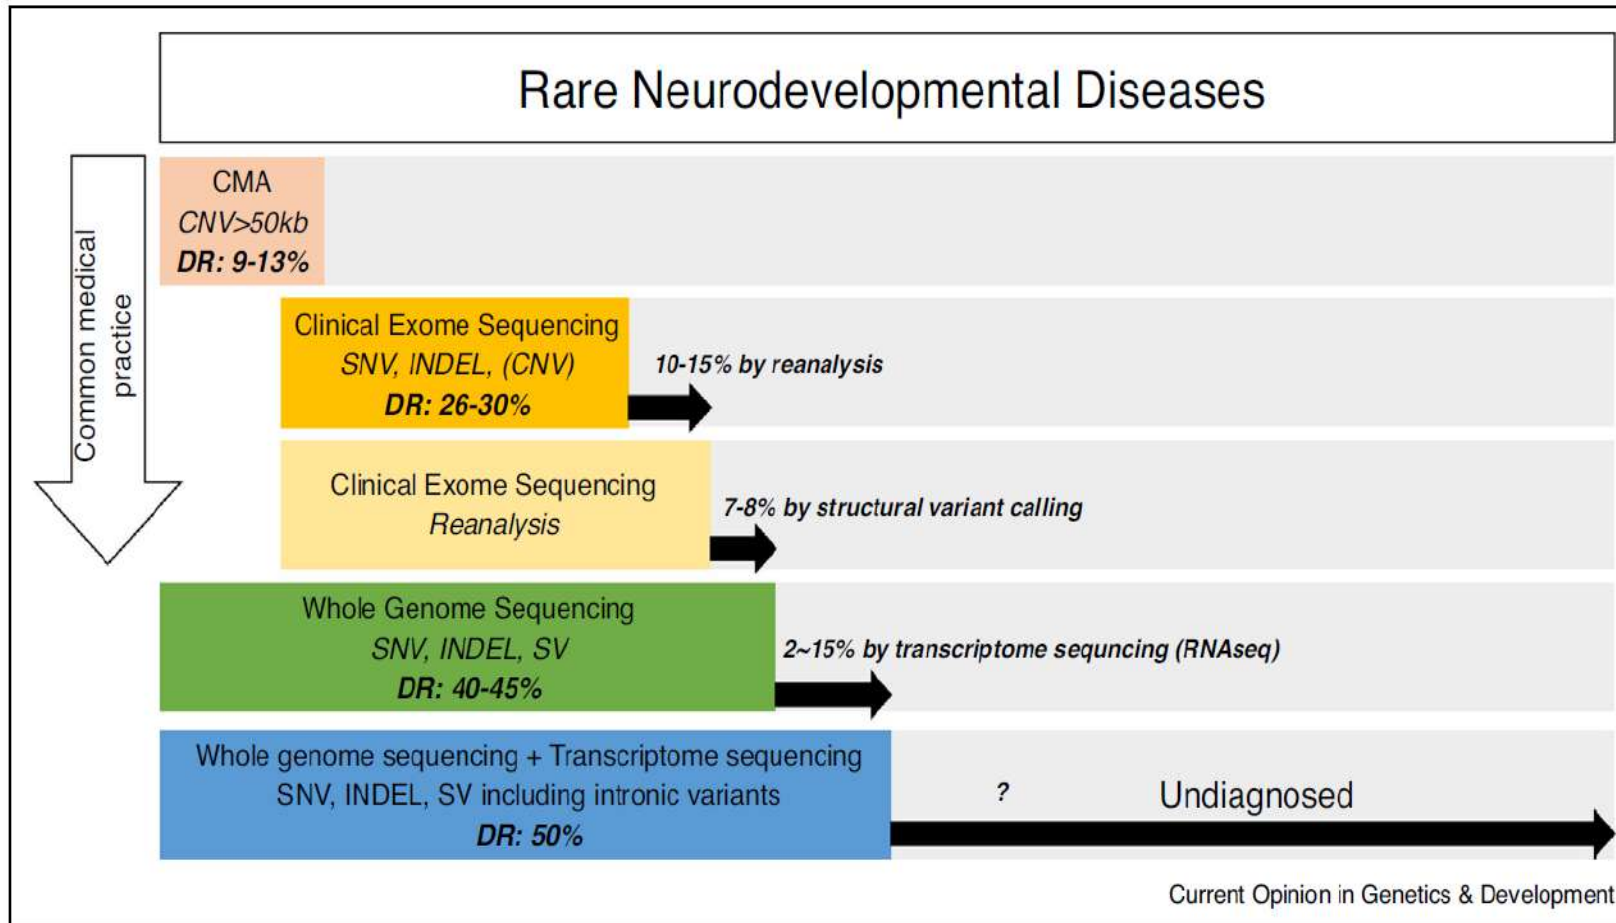 Rare Neurodevelopmental Diseases
Common medical
practice
CMA
CNV>50kb
DR: 9-13%
Clinical Exome Sequencing
SNV, INDEL, (CNV)
DR: 26-30%
10-15% by reanalysis
Clinical Exome Sequencing
Reanalysis
7-8% by structural variant calling
Whole Genome Sequencing
SNV, INDEL, SV
DR: 40-45%
2~15% by transcriptome sequncing (RNAseq)
Whole genome sequencing + Transcriptome sequencing
SNV, INDEL, SV including intronic variants
DR: 50%
?
Undiagnosed
Current Opinion in Genetics & Development